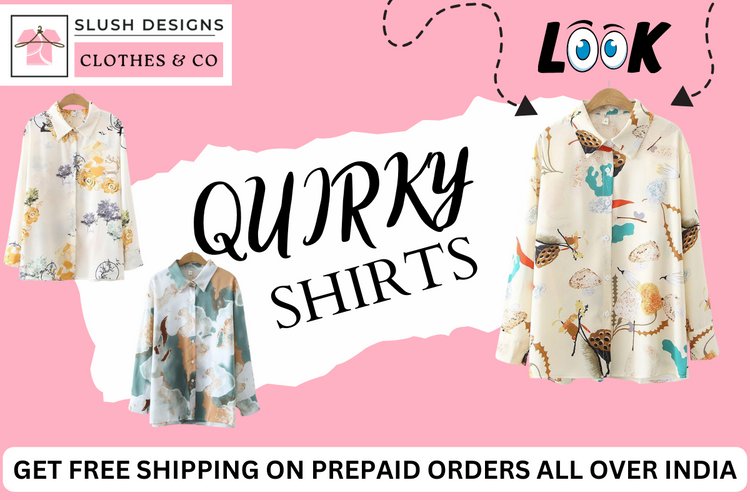 SLUSH DESIGNS
CLOTHES & CO
LOOK
QUIRKY
SHIRTS
GET FREE SHIPPING ON PREPAID ORDERS ALL OVER INDIA